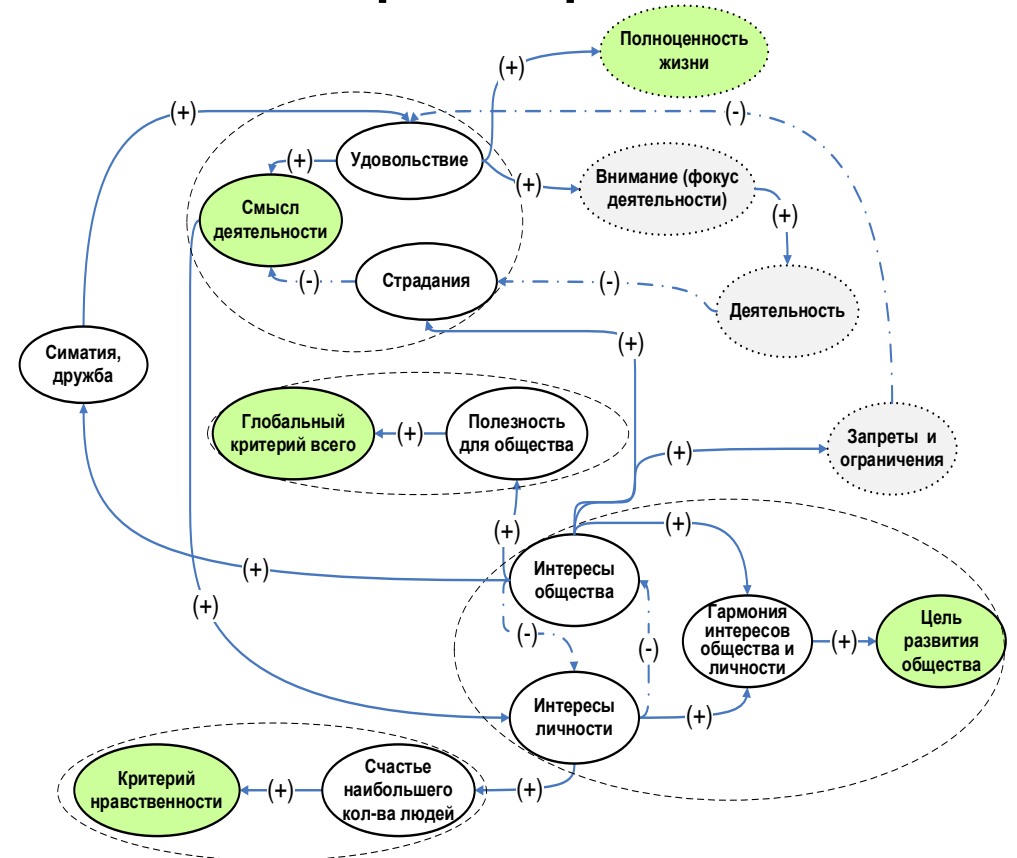 Полноценность
жизни
(+)
(+)
(-)
Удовольствие
(+)
(+)
Внимание (фокус
деятельности)
Смысл
деятельности
(+)
Страдания
(-)
(-)
Деятельность
(+)
Симатия,
дружба
Глобальный
критерий всего
(+)
Полезность
для общества
Запреты и
ограничения
(+)
(+)
(+)
Интересы
общества
(+)
(+)
(-)
(-)
Гармония
интересов
общества и
личности
(+)
Цель
развития
общества
Интересы
личности
(+)
Критерий
нравственности
(+)
Счастье
наибольшего
кол-ва людей
(+)